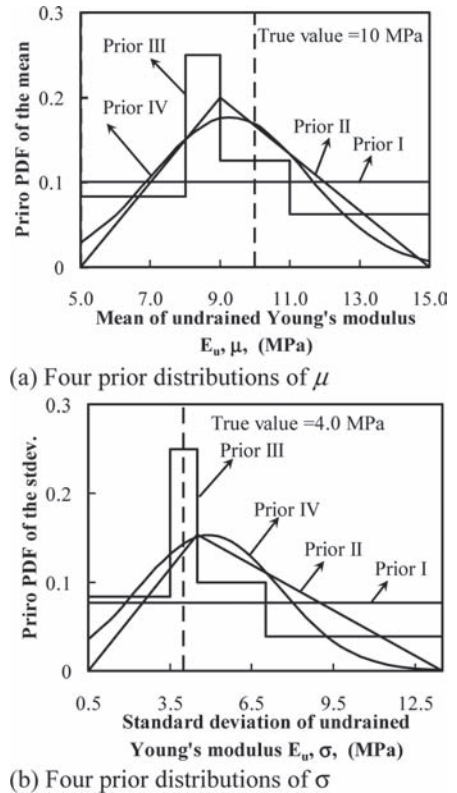 0.3
True value =10 MPa
Prior III
Prior IV
Prior II
Prior I
0.2
0.1
0
Priro PDF of the mean
5.0 7.0 9.0 11.0 13.0 15.0
Mean of undrained Young's modulus
E_u, μ, (MPa)
(a) Four prior distributions of μ
0.3
True value =4.0 MPa
Prior III
Prior IV
Prior II
Prior I
0.2
0.1
0
Priro PDF of the stdev.
0.5 3.5 6.5 9.5 12.5
Standard deviation of undrained
Young's modulus E_u, σ, (MPa)
(b) Four prior distributions of σ